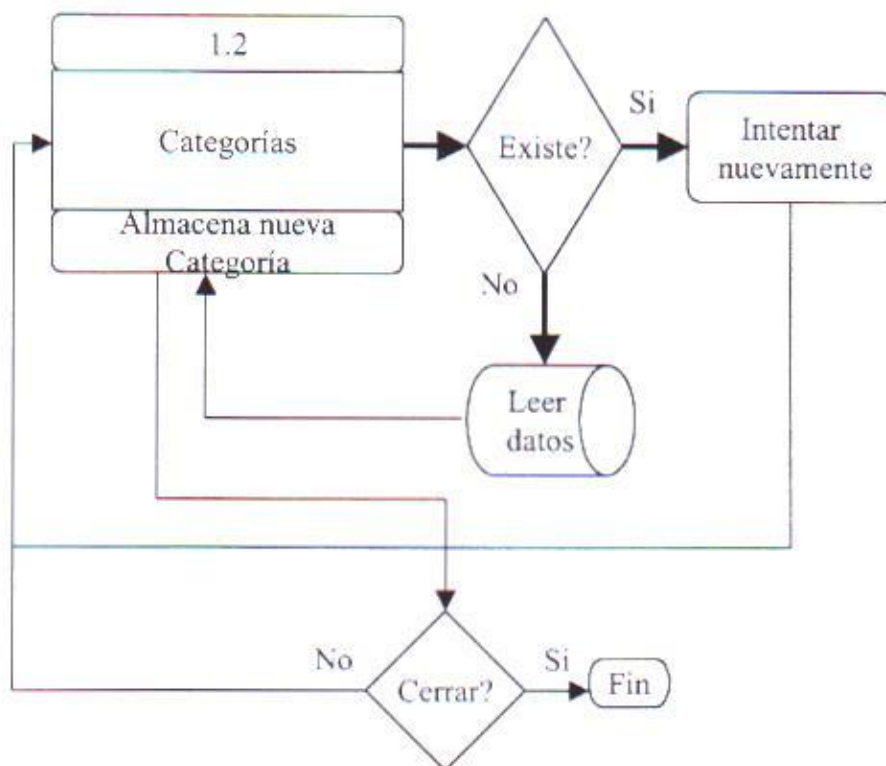 1.2
Categorías
Almacena nueva
Categoría
Existe?
Si
Intentar
nuevamente
No
Leer
datos
No
Cerrar?
Si
Fin